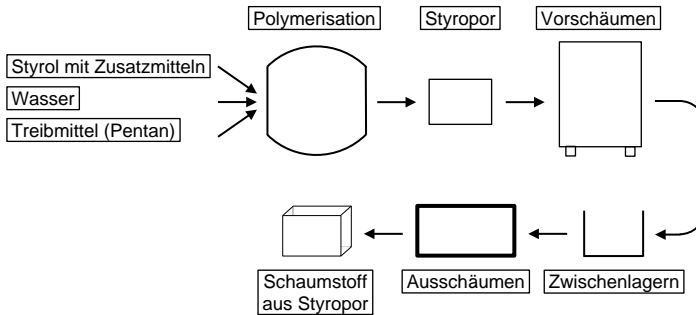 Polymerisation
Styropor
Vorschäumen
Styrol mit Zusatzmitteln
Wasser
Treibmittel (Pentan)
Schaumstoff
aus Styropor
Ausschäumen
Zwischenlagern